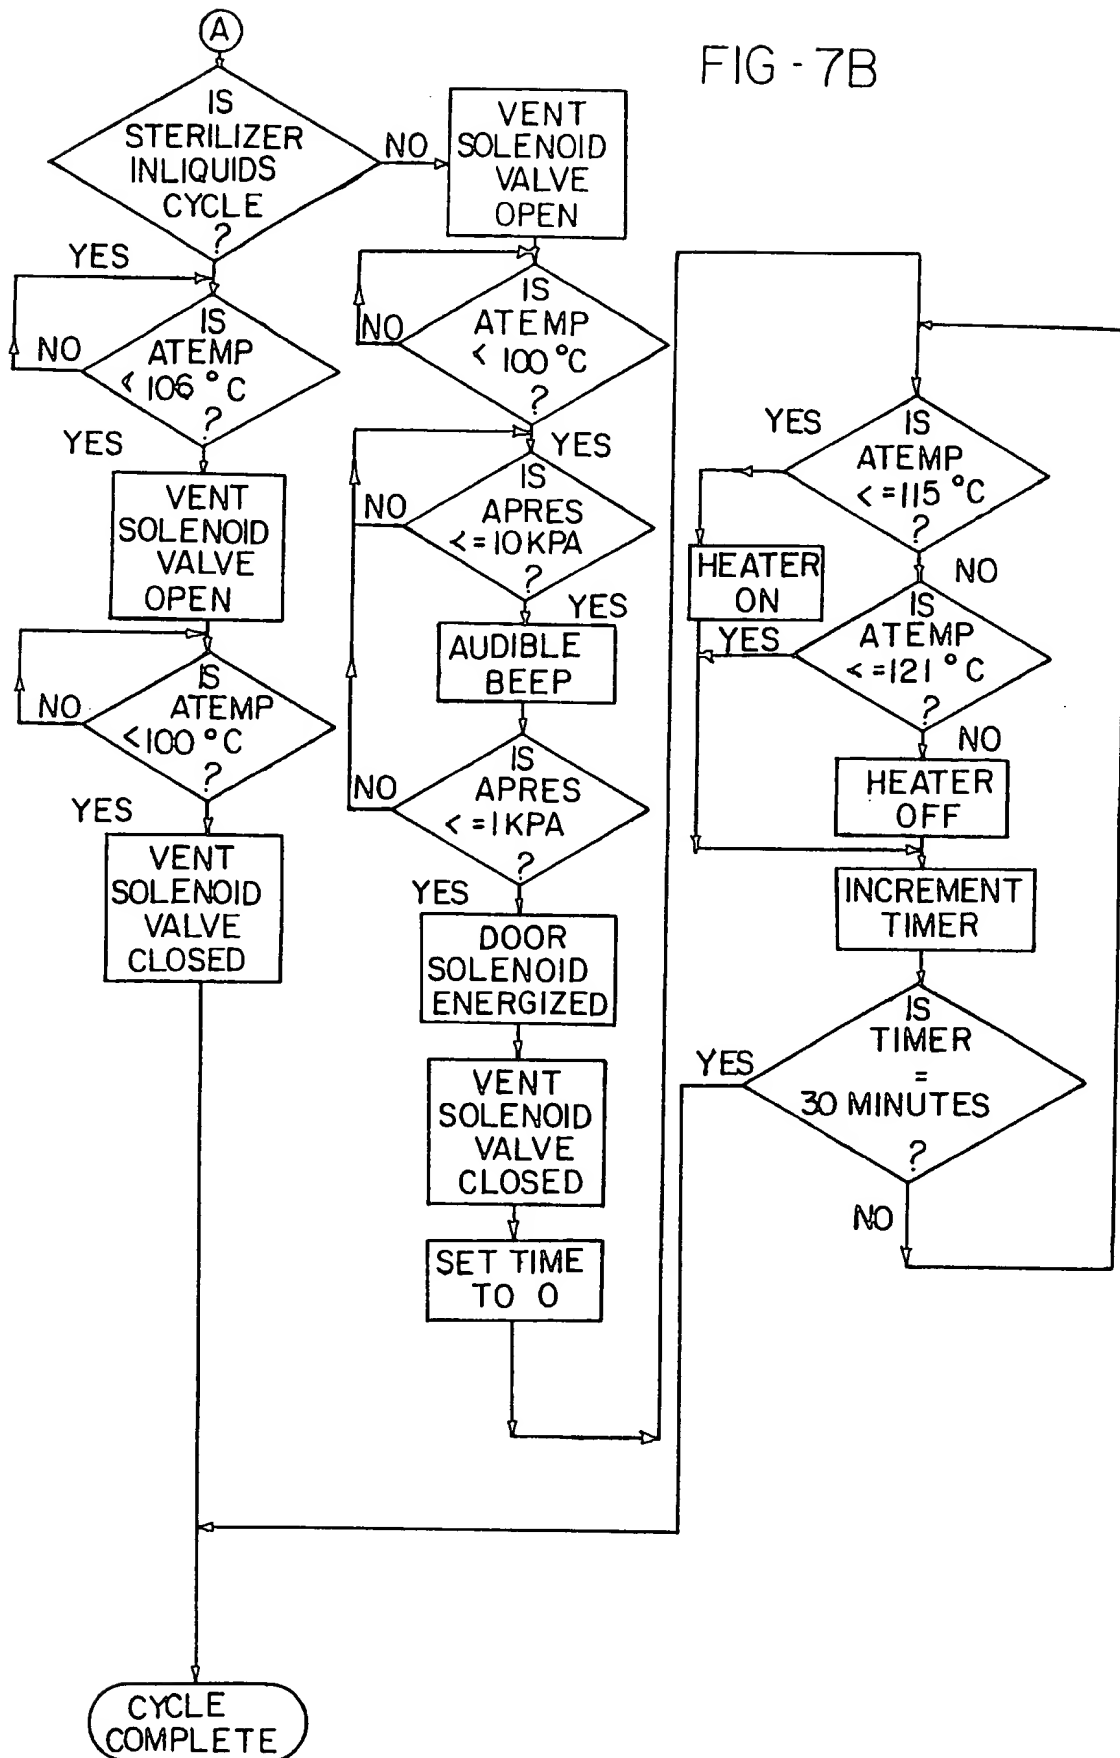 FIG - 7B
A
IS
STERILIZER
INLIQUIDS
CYCLE
?
NO
YES
IS
ATEMP
< 106 °C
?
NO
YES
VENT
SOLENOID
VALVE
OPEN
IS
ATEMP
<100 °C
?
NO
YES
VENT
SOLENOID
VALVE
CLOSED
VENT
SOLENOID
VALVE
OPEN
IS
ATEMP
< 100 °C
?
NO
YES
IS
APRES
<=10 KPA
?
NO
YES
AUDIBLE
BEEP
IS
APRES
<=1KPA
?
NO
YES
DOOR
SOLENOID
ENERGIZED
VENT
SOLENOID
VALVE
CLOSED
SET TIME
TO 0
IS
ATEMP
<=115 °C
?
YES
NO
HEATER
ON
IS
ATEMP
<=121 °C
?
YES
NO
HEATER
OFF
INCREMENT
TIMER
IS
TIMER
=
30 MINUTES
?
YES
NO
CYCLE
COMPLETE